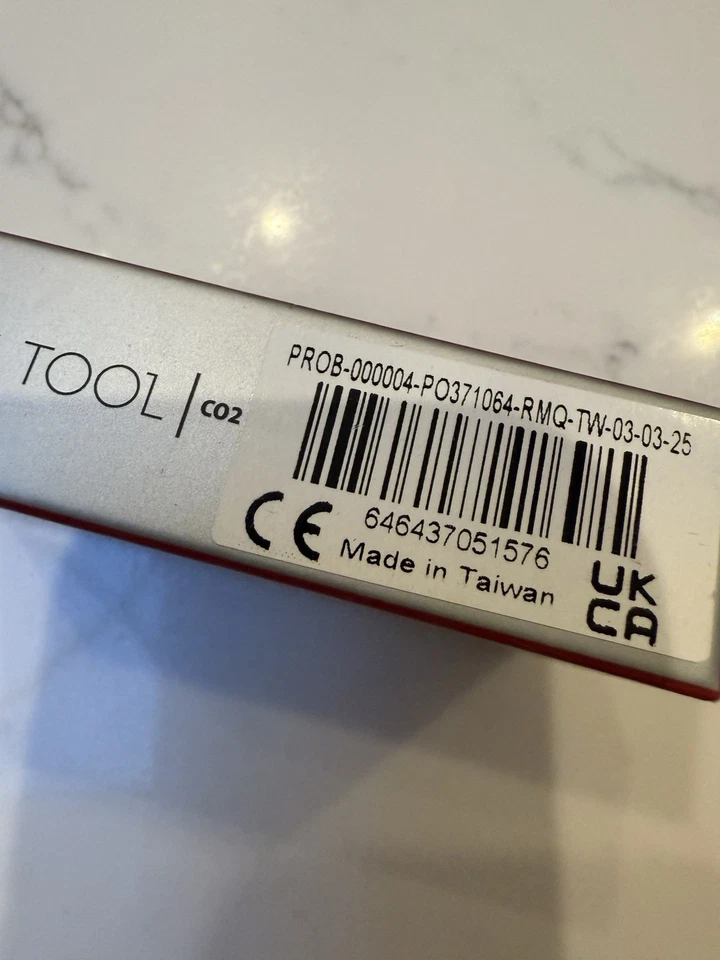 TOOL | CO2
PROB-000004-PO371064-RMQ-TW-03-03-25
646437051576
CE
Made in Taiwan
UK
CA